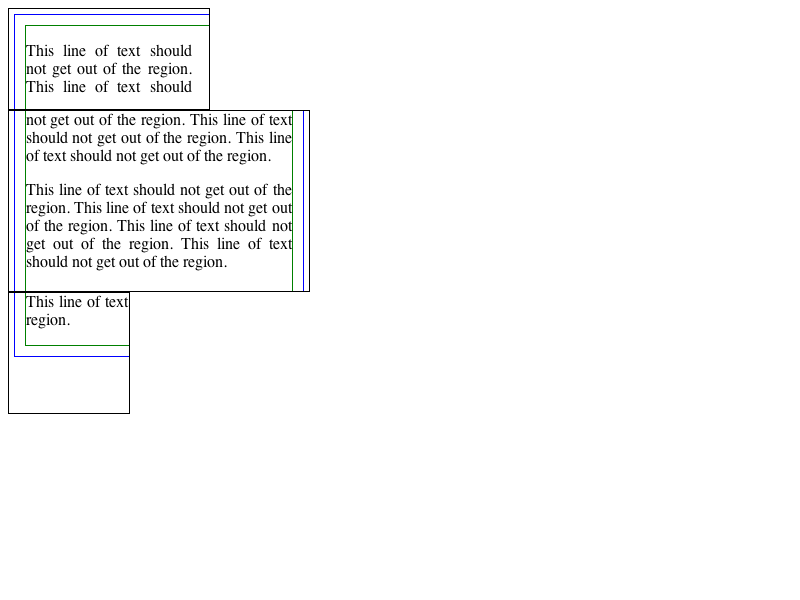 This line of text should
not get out of the region.
This line of text should
not get out of the region. This line of text
should not get out of the region. This line
of text should not get out of the region.
This line of text should not get out of the
region. This line of text should not get out
of the region. This line of text should not
get out of the region. This line of text
should not get out of the region.
This line of text
region.